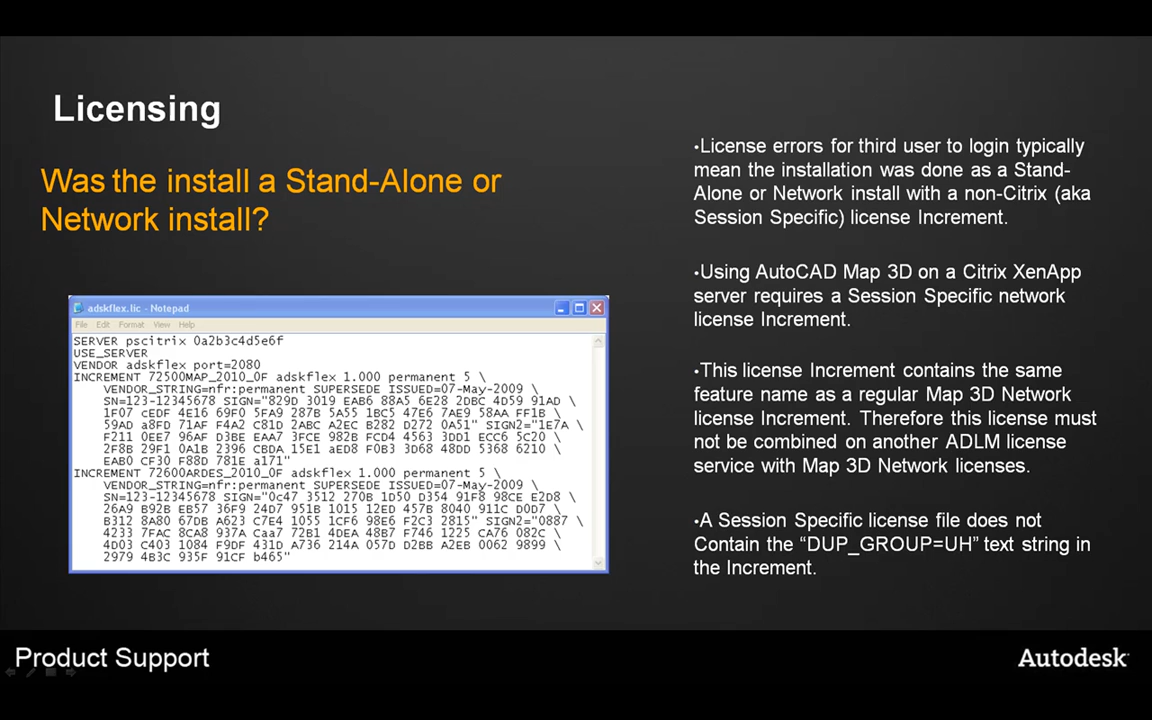 Licensing
Was the install a Stand-Alone or
Network install?
adskflex.lic - Notepad
File Edit Format View Help
SERVER pscitrix 0a2b3c4d5e6f
USE_SERVER
VENDOR adskflex port=2080
INCREMENT 72500MAP_2010_0F adskflex 1.000 permanent 5 \
VENDOR_STRING=nfr:permanent SUPERSEDE ISSUED=07-May-2009 \
SN=123-12345678 SIGN="829D 3019 EAB6 88A5 6E28 2DBC 4D59 91AD \
1F07 cEDF 4E16 69F0 5FA9 287B 5A55 1BC5 47E6 7AE9 58AA FF1B \
59AD a8FD 71AF F4A2 C81D 2ABC A2EC B282 D272 0A51" SIGN2="1E7A \
F211 0EE7 96AF D3BE EAA7 3FCE 982B FCD4 4563 3DD1 ECC6 5C20 \
2F8B 29F1 0A1B 2396 CBDA 15E1 aED8 F0B3 3D68 48DD 5368 6210 \
EAB0 CF30 F88D 781E a171"
INCREMENT 72600ARDES_2010_0F adskflex 1.000 permanent 5 \
VENDOR_STRING=nfr:permanent SUPERSEDE ISSUED=07-May-2009 \
SN=123-12345678 SIGN="0c47 3512 270B 1D50 D354 91F8 98CE E2D8 \
26A9 B92B EB57 36F9 24D7 951B 1015 12ED 457B 8040 911C D0D7 \
B312 8A80 67DB A623 C7E4 1055 1CF6 98E6 F2C3 2815" SIGN2="0887 \
4233 7FAC 8CA8 937A Caa7 72B1 4DEA 48B7 F746 1225 CA76 082C \
4D03 C403 1084 F9DF 431D A736 214A 057D D2BB A2EB 0062 9899 \
2979 4B3C 935F 91CF b465"
•License errors for third user to login typically
mean the installation was done as a Stand-
Alone or Network install with a non-Citrix (aka
Session Specific) license Increment.
•Using AutoCAD Map 3D on a Citrix XenApp
server requires a Session Specific network
license Increment.
•This license Increment contains the same
feature name as a regular Map 3D Network
license Increment. Therefore this license must
not be combined on another ADLM license
service with Map 3D Network licenses.
•A Session Specific license file does not
Contain the “DUP_GROUP=UH” text string in
the Increment.
Product Support
Autodesk